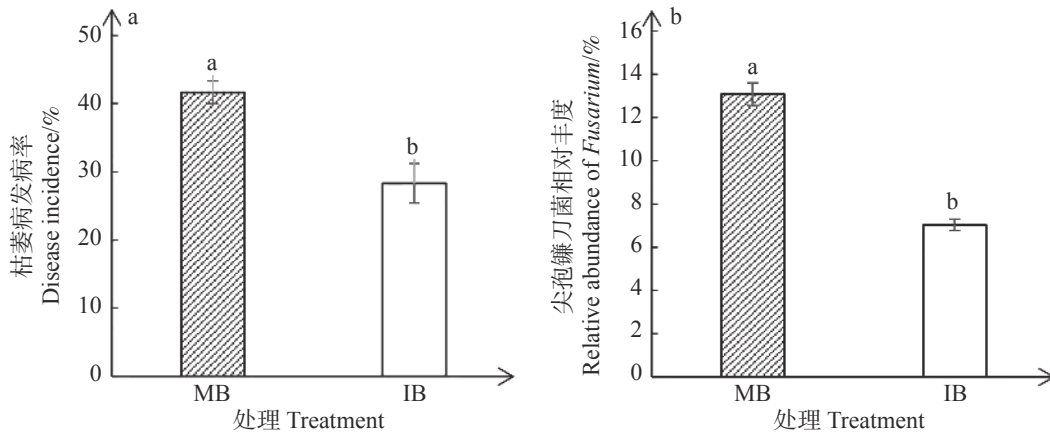 a
50
40
30
20
10
0
枯萎病发病率
Disease incidence/%
a
b
MB
IB
处理 Treatment
b
16
14
12
10
8
6
4
2
0
尖孢镰刀菌相对丰度
Relative abundance of Fusarium/%
a
b
MB
IB
处理 Treatment